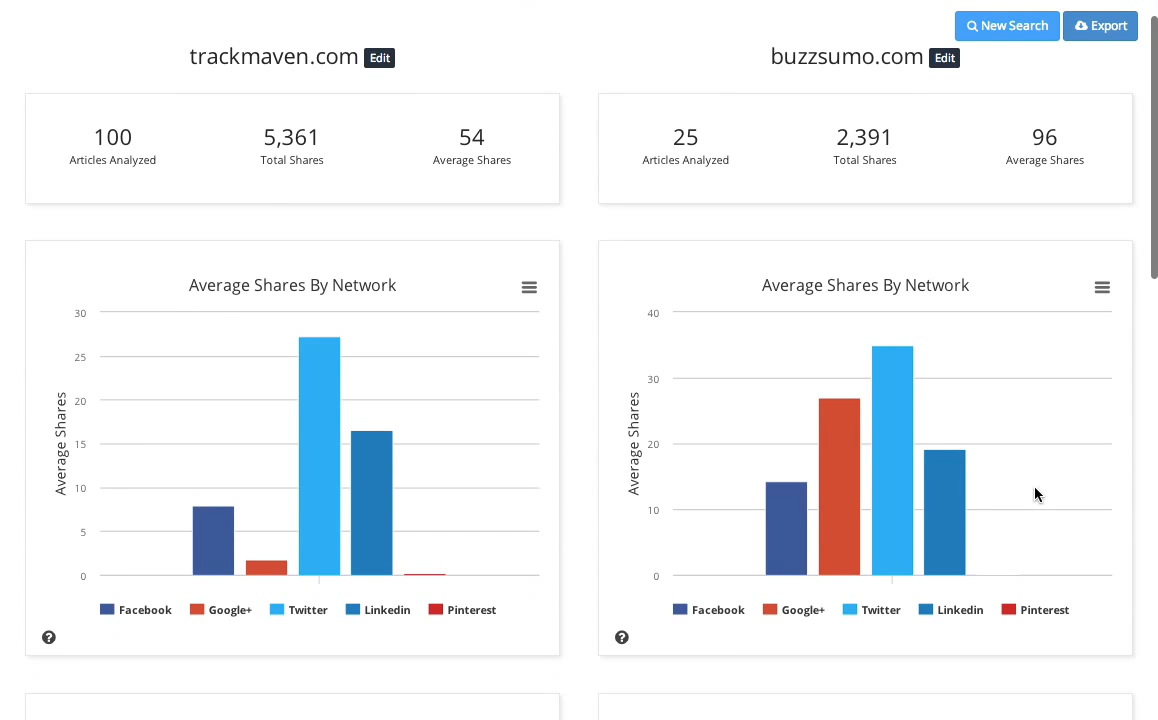 New Search
Export
trackmaven.com Edit
100
Articles Analyzed
5,361
Total Shares
54
Average Shares
Average Shares By Network
Average Shares
30
25
20
15
10
5
0
Facebook Google+ Twitter Linkedin Pinterest
buzzsumo.com Edit
25
Articles Analyzed
2,391
Total Shares
96
Average Shares
Average Shares By Network
Average Shares
40
30
20
10
0
Facebook Google+ Twitter Linkedin Pinterest